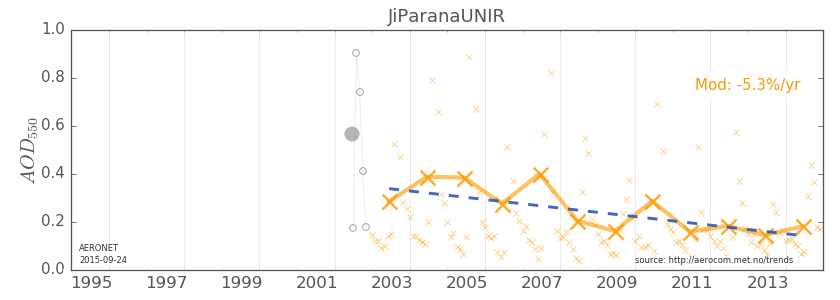 JiParanaUNIR
1.0
0.8
0.6
0.4
0.2
0.0
AOD550
Mod: -5.3%/yr
AERONET
2015-09-24
source: http://aerocom.met.no/trends
1995 1997 1999 2001 2003 2005 2007 2009 2011 2013